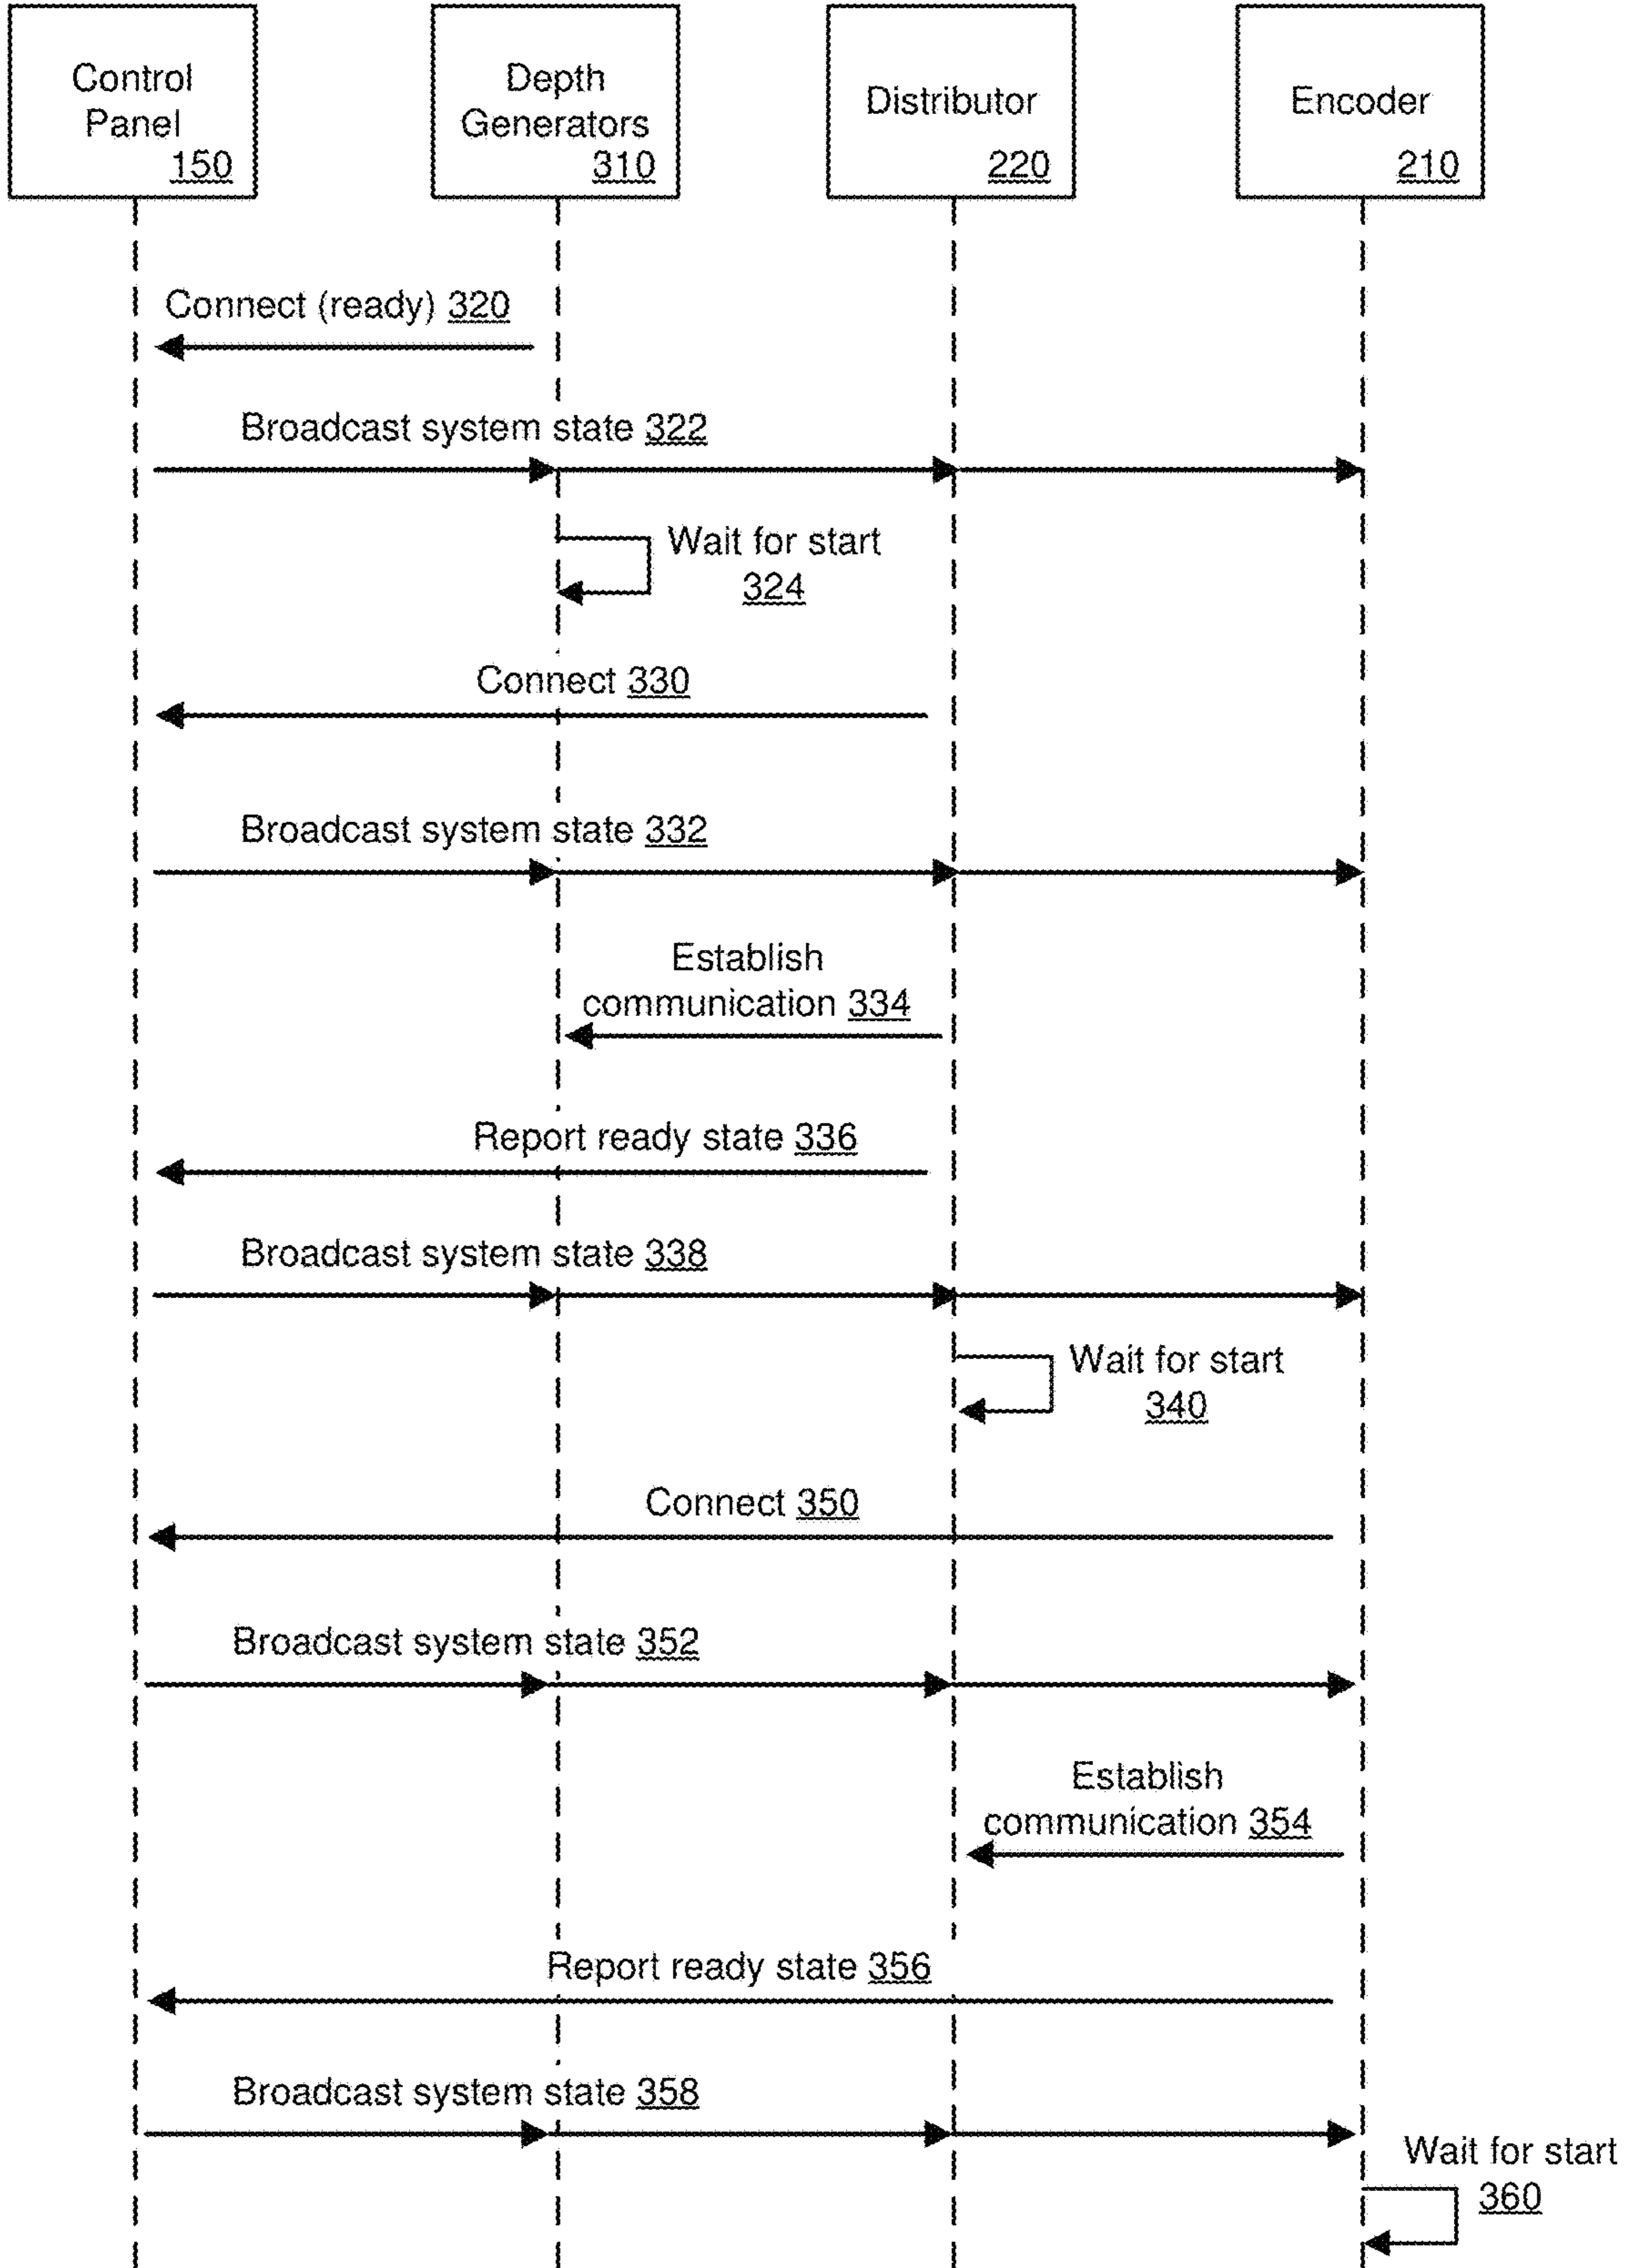 Control
Panel
150
Depth
Generators
310
Distributor
220
Encoder
210
Connect (ready) 320
Broadcast system state 322
Wait for start
324
Connect 330
Broadcast system state 332
Establish
communication 334
Report ready state 336
Broadcast system state 338
Wait for start
340
Connect 350
Broadcast system state 352
Establish
communication 354
Report ready state 356
Broadcast system state 358
Wait for start
360